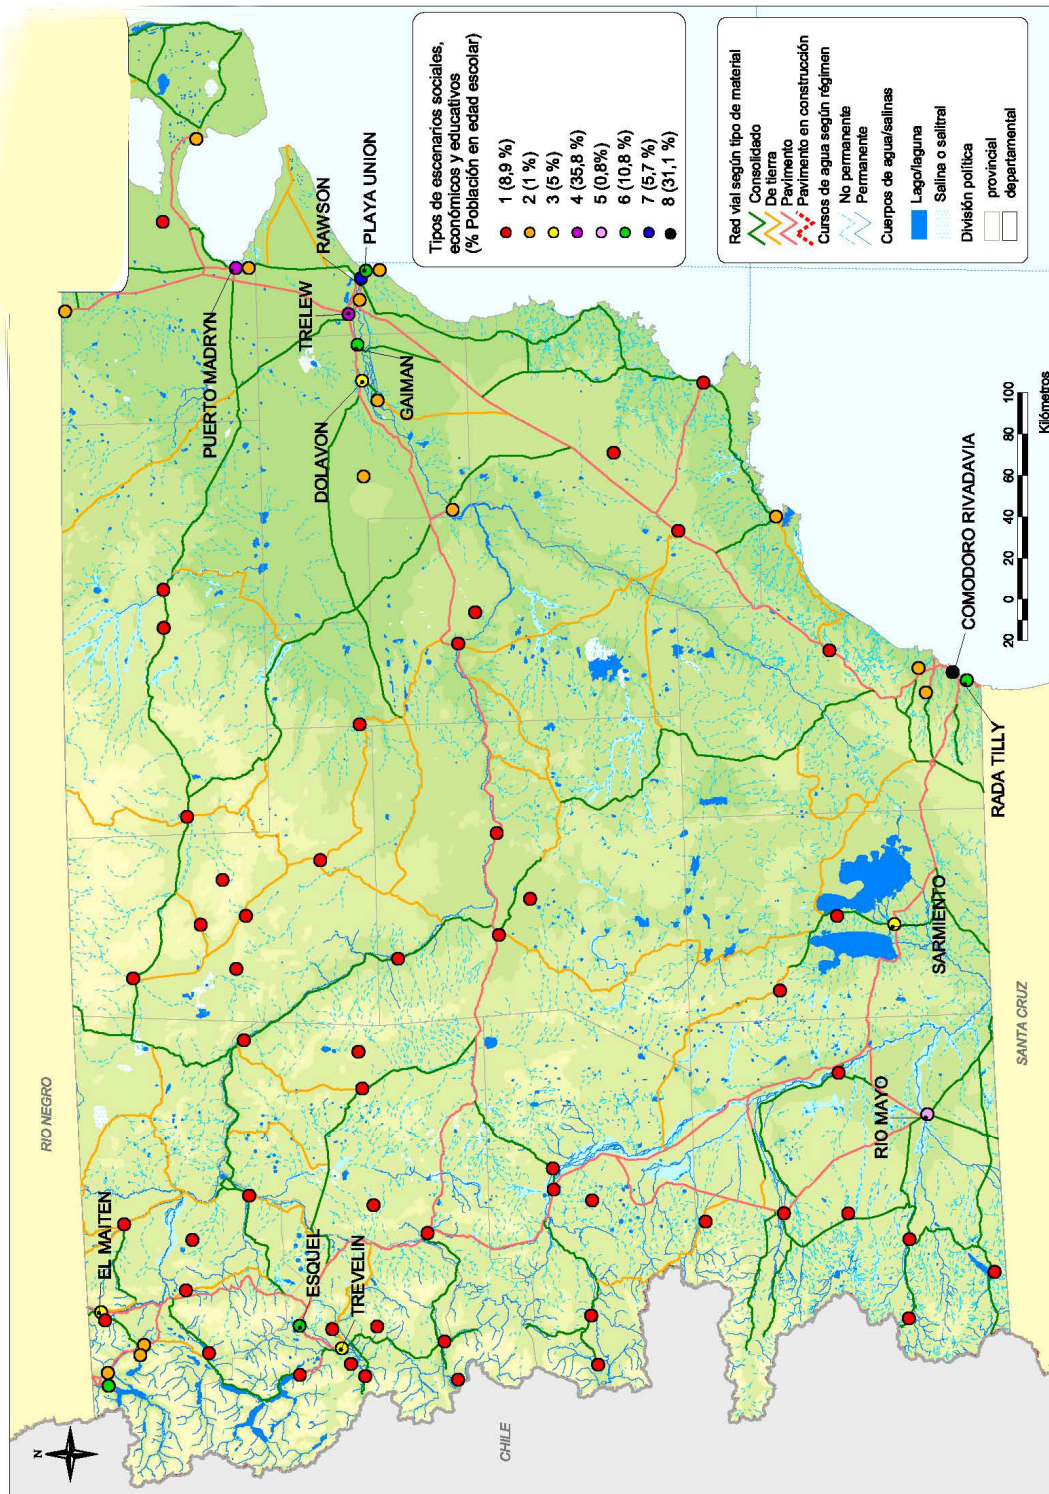 N
RIO NEGRO
CHILE
SANTA CRUZ
EL MAITEN
ESQUEL
TREVELIN
RIO MAYO
SARMIENTO
RADA TILLY
COMODORO RIVADAVIA
DOLAVON
GAIMAN
TRELEW
PUERTO MADRYN
RAWSON
PLAYA UNION
20 0 20 40 60 80 100
Kilómetros
Tipos de escenarios sociales,
económicos y educativos
(% Población en edad escolar)
1 (8,9 %)
2 (1 %)
3 (5 %)
4 (35,8 %)
5 (0,8%)
6 (10,8 %)
7 (5,7 %)
8 (31,1 %)
Red vial según tipo de material
Consolidado
De tierra
Pavimento
Pavimento en construcción
Cursos de agua según régimen
No permanente
Permanente
Cuerpos de agua/salinas
Lago/laguna
Salina o salitral
División política
provincial
departamental